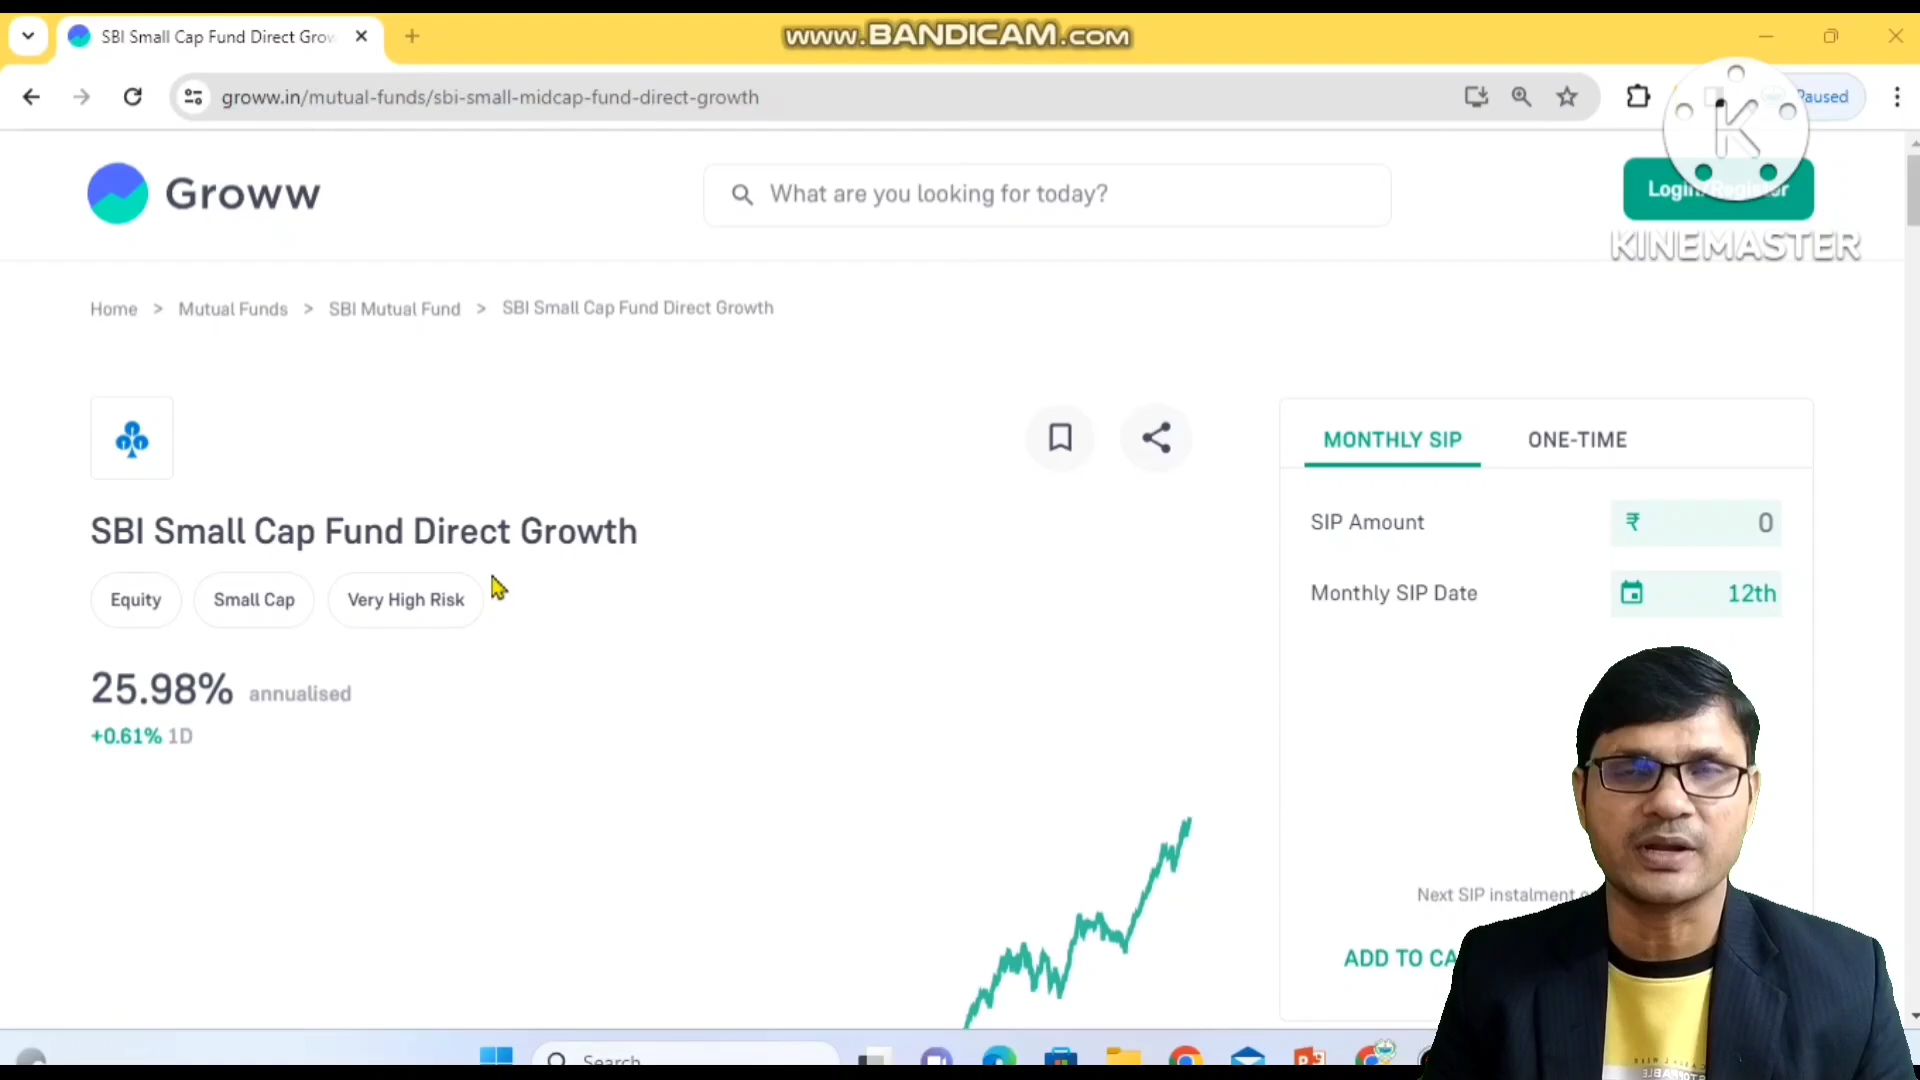 SBI Small Cap Fund Direct Grow
www.BANDICAM.com
groww.in/mutual-funds/sbi-small-midcap-fund-direct-growth
Paused
Groww
What are you looking for today?
Login/Register
KINEMASTER
Home > Mutual Funds > SBI Mutual Fund > SBI Small Cap Fund Direct Growth
MONTHLY SIP
ONE-TIME
SIP Amount
₹ 0
SBI Small Cap Fund Direct Growth
Monthly SIP Date
12th
Equity
Small Cap
Very High Risk
25.98% annualised
+0.61% 1D
Next SIP instalment
ADD TO CA
Search